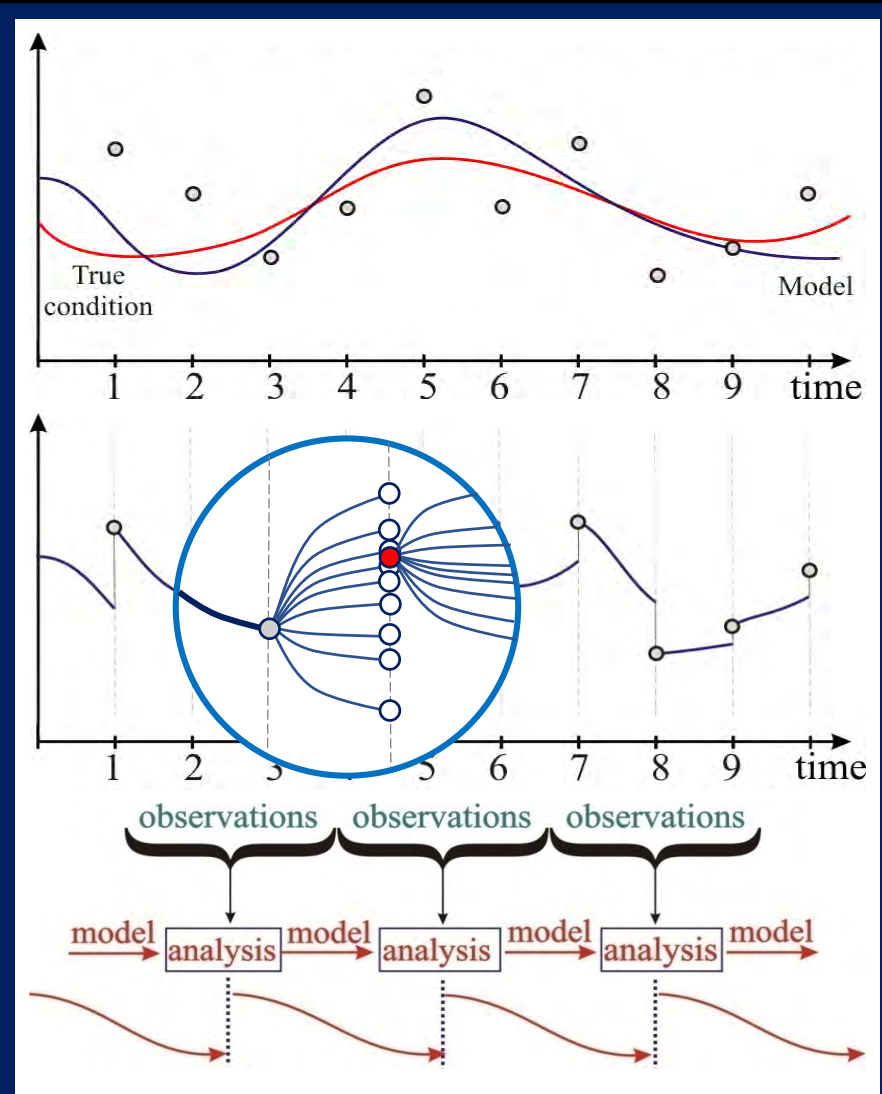 True
condition
Model
1 2 3 4 5 6 7 8 9 time
1 2 3 5 6 7 8 9 time
observations observations observations
model analysis model analysis model analysis model